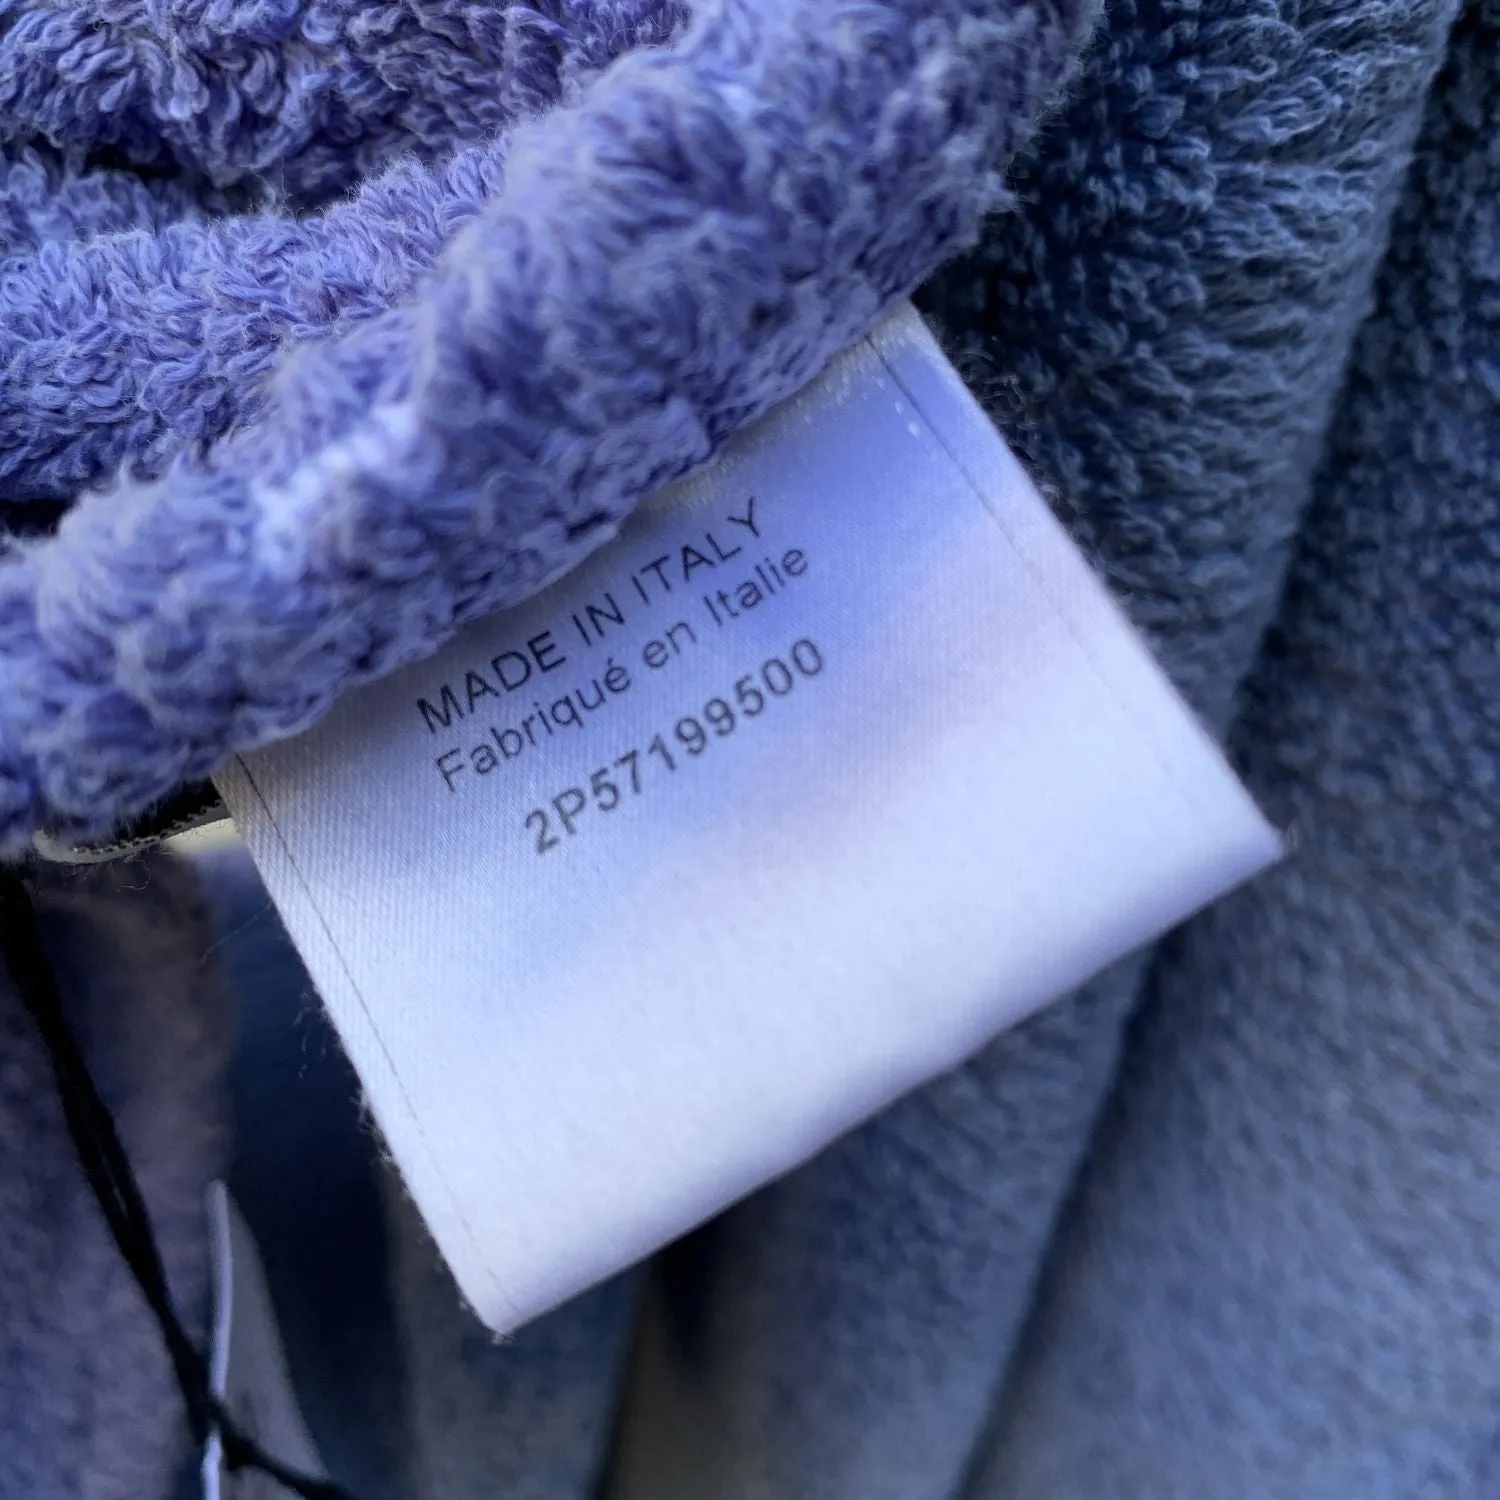 MADE IN ITALY
Fabriqué en Italie
2P57199500